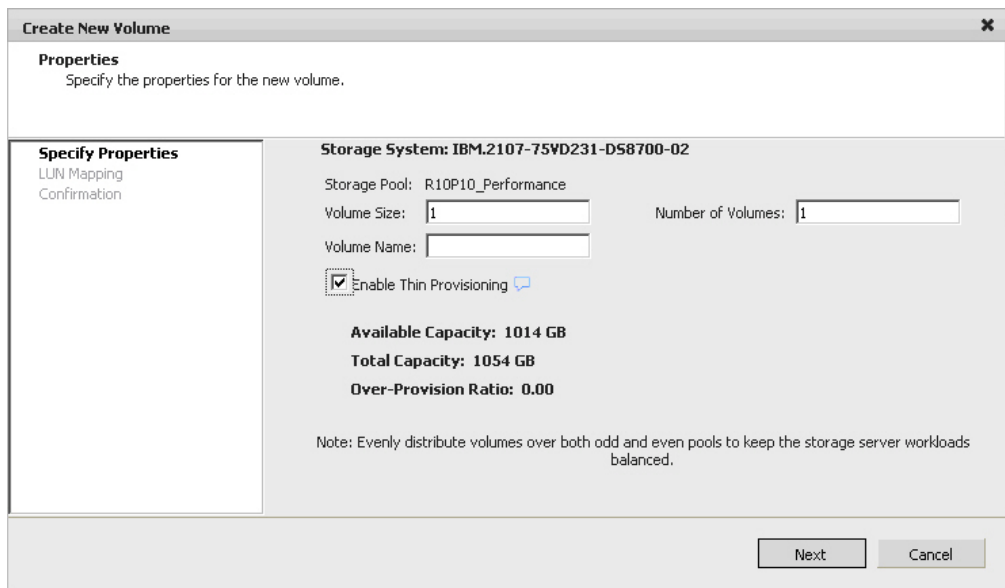 Create New Volume
Properties
Specify the properties for the new volume.
Specify Properties
LUN Mapping
Confirmation
Storage System: IBM.2107-75VD231-DS8700-02
Storage Pool: R10P10_Performance
Volume Size: 1
Number of Volumes: 1
Volume Name:
Enable Thin Provisioning
Available Capacity: 1014 GB
Total Capacity: 1054 GB
Over-Provision Ratio: 0.00
Note: Evenly distribute volumes over both odd and even pools to keep the storage server workloads
balanced.
Next
Cancel